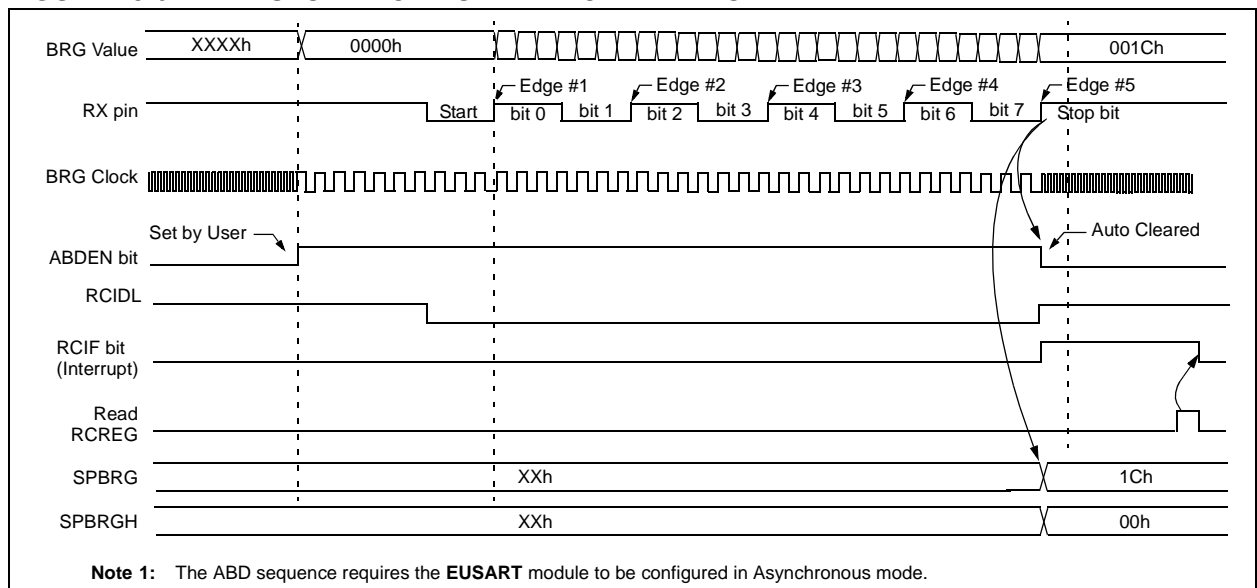 BRG Value XXXXh 0000h 001Ch
Edge #1 Edge #2 Edge #3 Edge #4 Edge #5
RX pin Start bit 0 bit 1 bit 2 bit 3 bit 4 bit 5 bit 6 bit 7 Stop bit
BRG Clock
Set by User Auto Cleared
ABDEN bit
RCIDL
RCIF bit
(Interrupt)
Read
RCREG
SPBRG XXh 1Ch
SPBRGH XXh 00h
Note 1: The ABD sequence requires the EUSART module to be configured in Asynchronous mode.